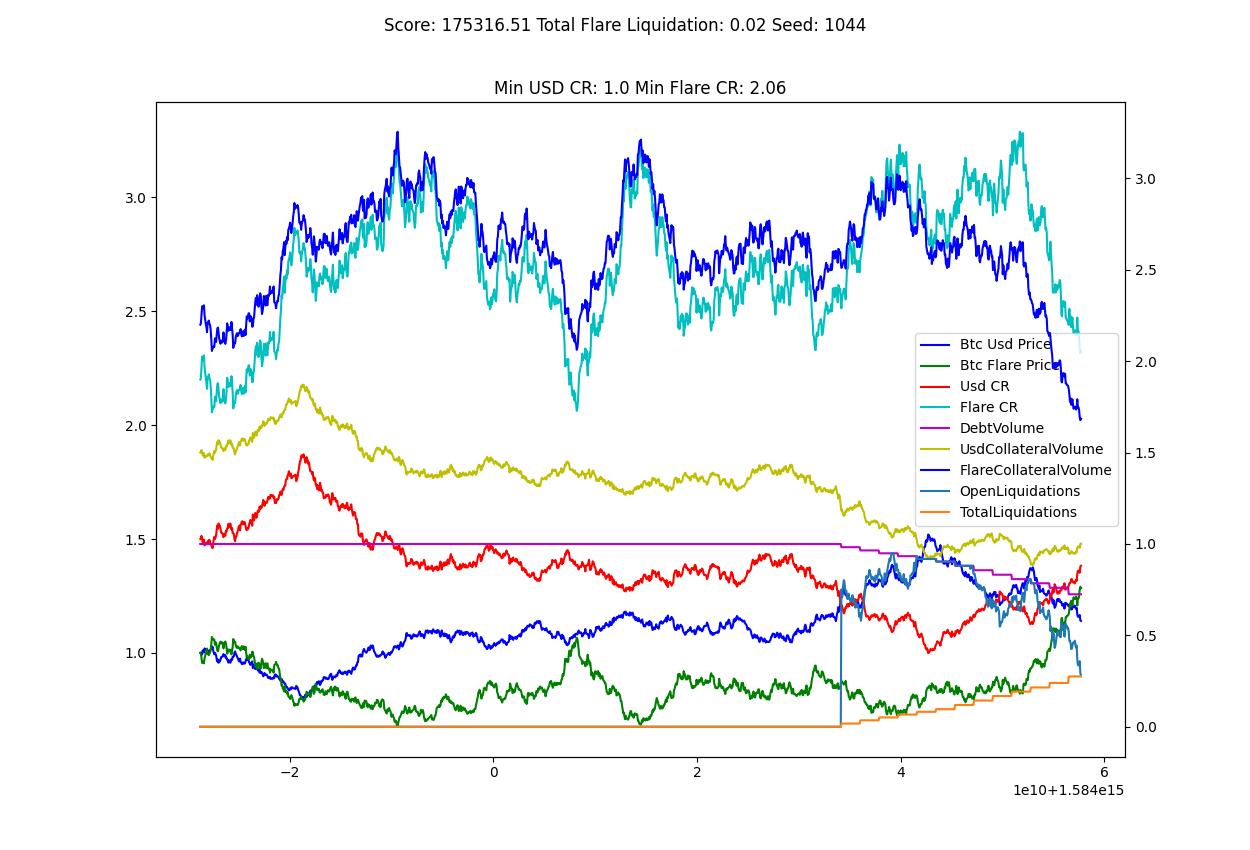 Score: 175316.51 Total Flare Liquidation: 0.02 Seed: 1044
Min USD CR: 1.0 Min Flare CR: 2.06
3.0
2.5
2.0
1.5
1.0
3.0
2.5
2.0
1.5
1.0
0.5
0.0
Btc Usd Price
Btc Flare Price
Usd CR
Flare CR
DebtVolume
UsdCollateralVolume
FlareCollateralVolume
OpenLiquidations
TotalLiquidations
−2 0 2 4 6
1e10+1.584e15